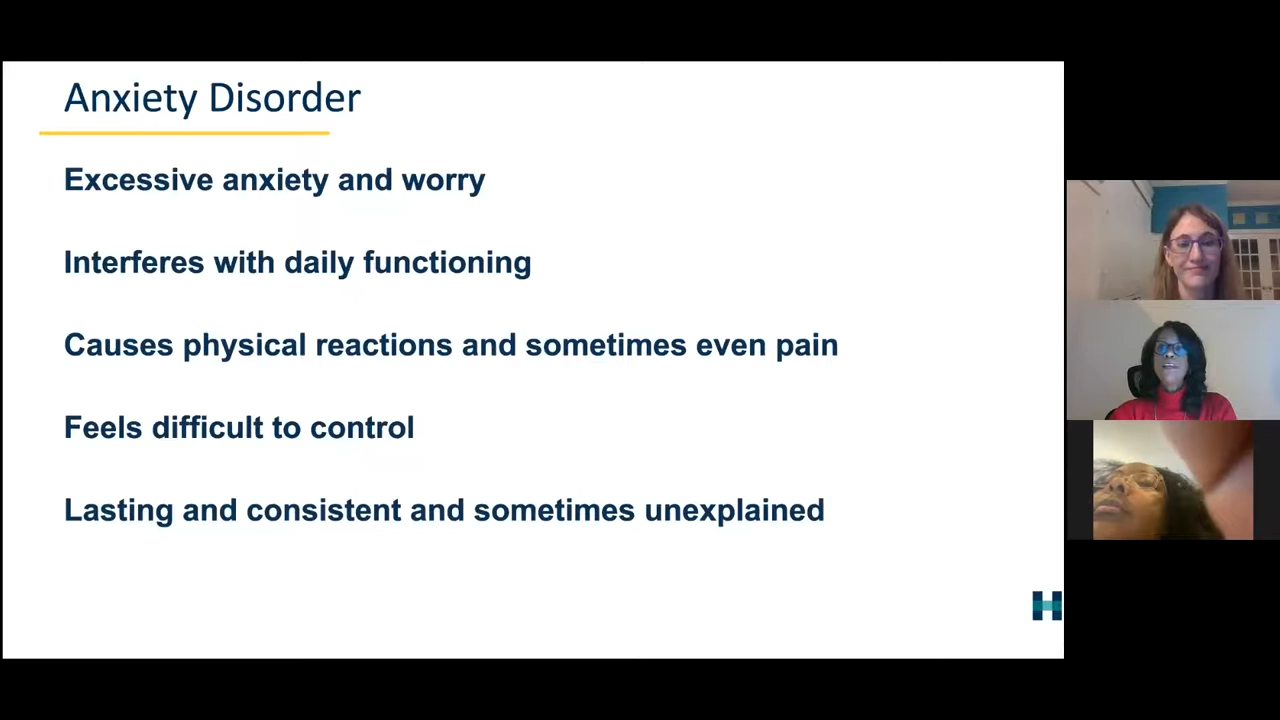 Anxiety Disorder
Excessive anxiety and worry
Interferes with daily functioning
Causes physical reactions and sometimes even pain
Feels difficult to control
Lasting and consistent and sometimes unexplained
H